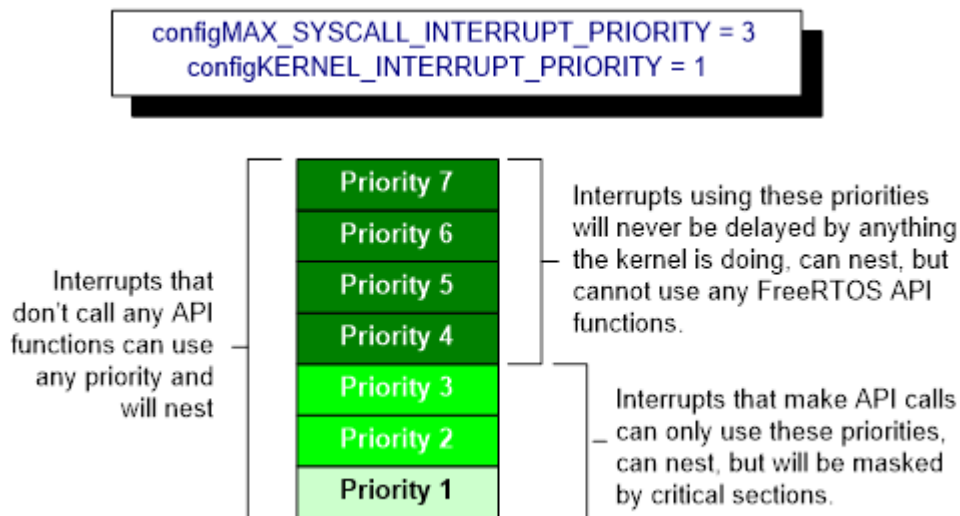 configMAX_SYSCALL_INTERRUPT_PRIORITY = 3
configKERNEL_INTERRUPT_PRIORITY = 1
Interrupts that
don't call any API
functions can use
any priority and
will nest
Priority 7
Priority 6
Priority 5
Priority 4
Priority 3
Priority 2
Priority 1
Interrupts using these priorities
will never be delayed by anything
the kernel is doing, can nest, but
cannot use any FreeRTOS API
functions.
Interrupts that make API calls
can only use these priorities,
can nest, but will be masked
by critical sections.